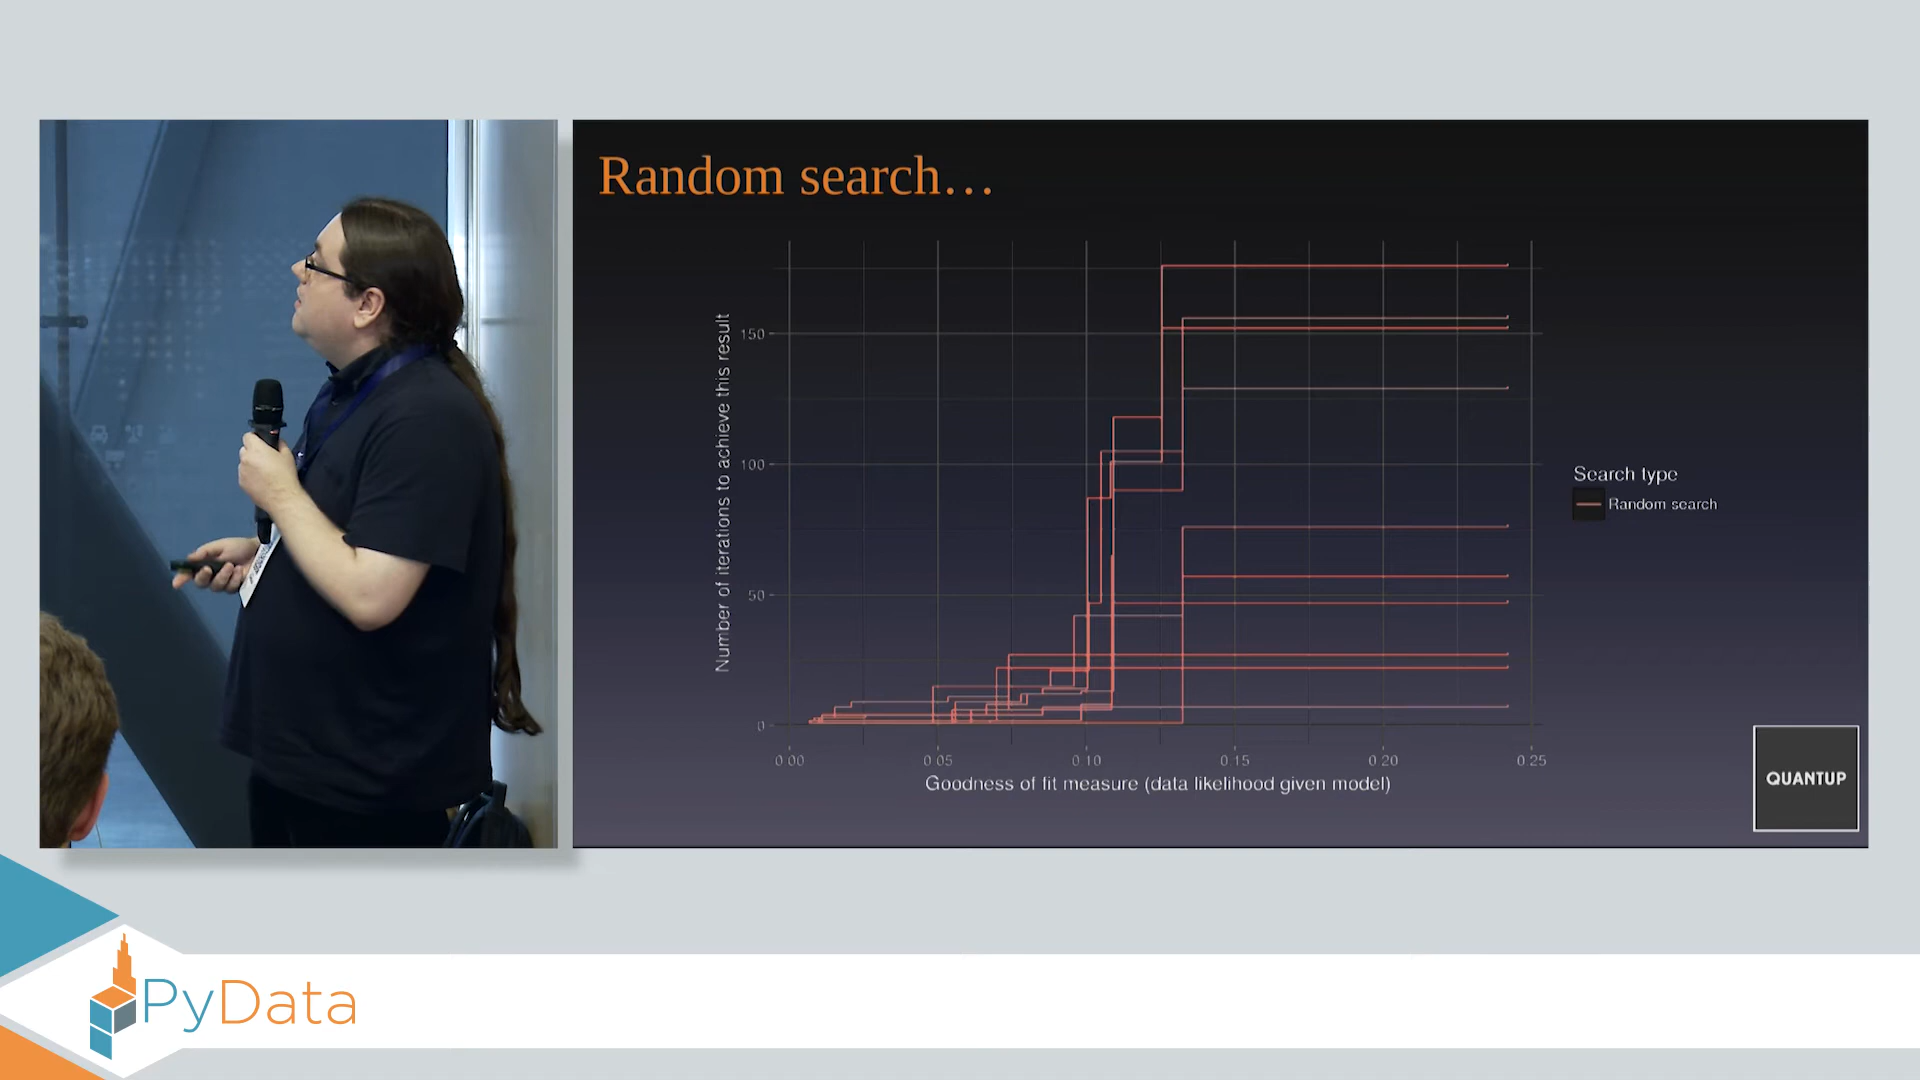 Random search…
Number of iterations to achieve this result
150
100
50
0
0.00
0.05
0.10
0.15
0.20
0.25
Goodness of fit measure (data likelihood given model)
Search type
Random search
QUANTUP
PyData